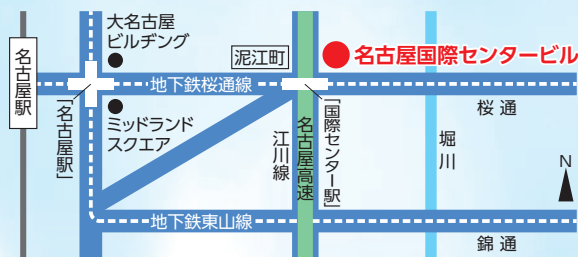 大名古屋
ビルヂング
泥江町
名古屋国際センタービル
名古屋駅
地下鉄桜通線
「名古屋駅」
ミッドランド
スクエア
江川線
名古屋高速
「国際センター駅」
桜通
堀川
N
地下鉄東山線
錦通